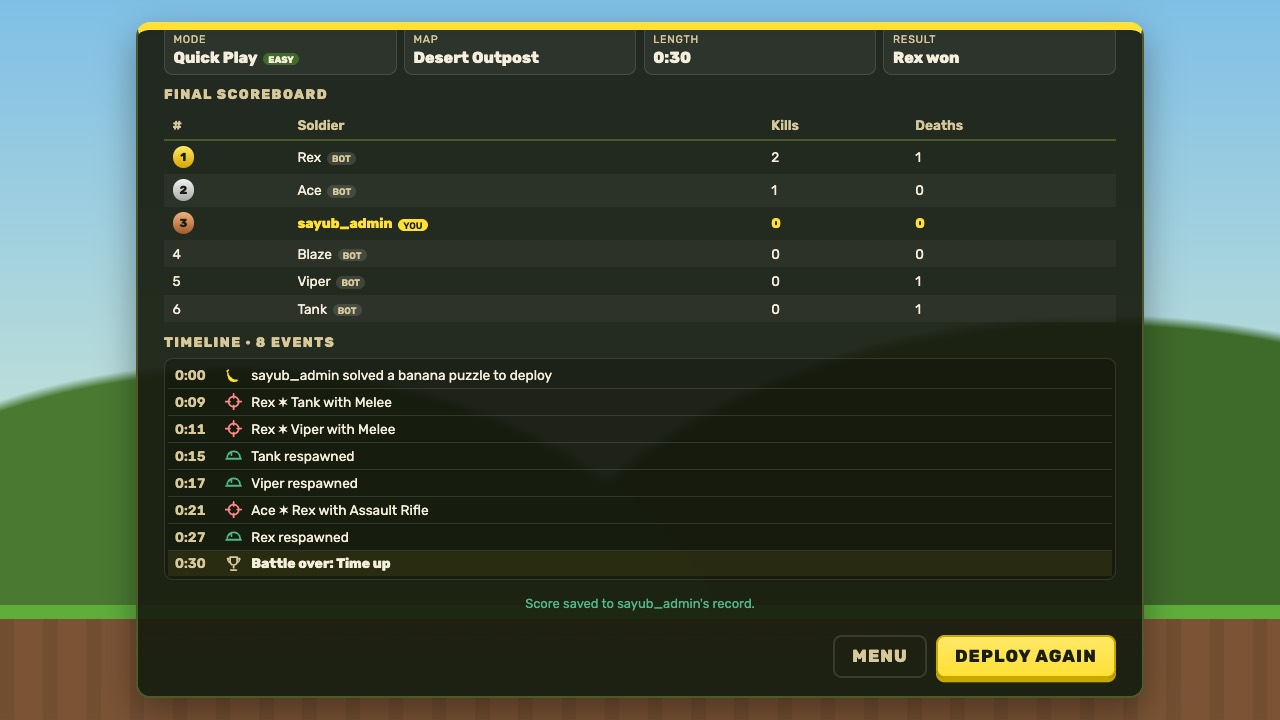 MODE MAP LENGTH RESULT
Quick Play EASY Desert Outpost 0:30 Rex won
FINAL SCOREBOARD
# Soldier Kills Deaths
1 Rex BOT 2 1
2 Ace BOT 1 0
3 sayub_admin YOU 0 0
4 Blaze BOT 0 0
5 Viper BOT 0 1
6 Tank BOT 0 1
TIMELINE • 8 EVENTS
0:00 sayub_admin solved a banana puzzle to deploy
0:09 Rex ✶ Tank with Melee
0:11 Rex ✶ Viper with Melee
0:15 Tank respawned
0:17 Viper respawned
0:21 Ace ✶ Rex with Assault Rifle
0:27 Rex respawned
0:30 Battle over: Time up
Score saved to sayub_admin's record.
MENU DEPLOY AGAIN